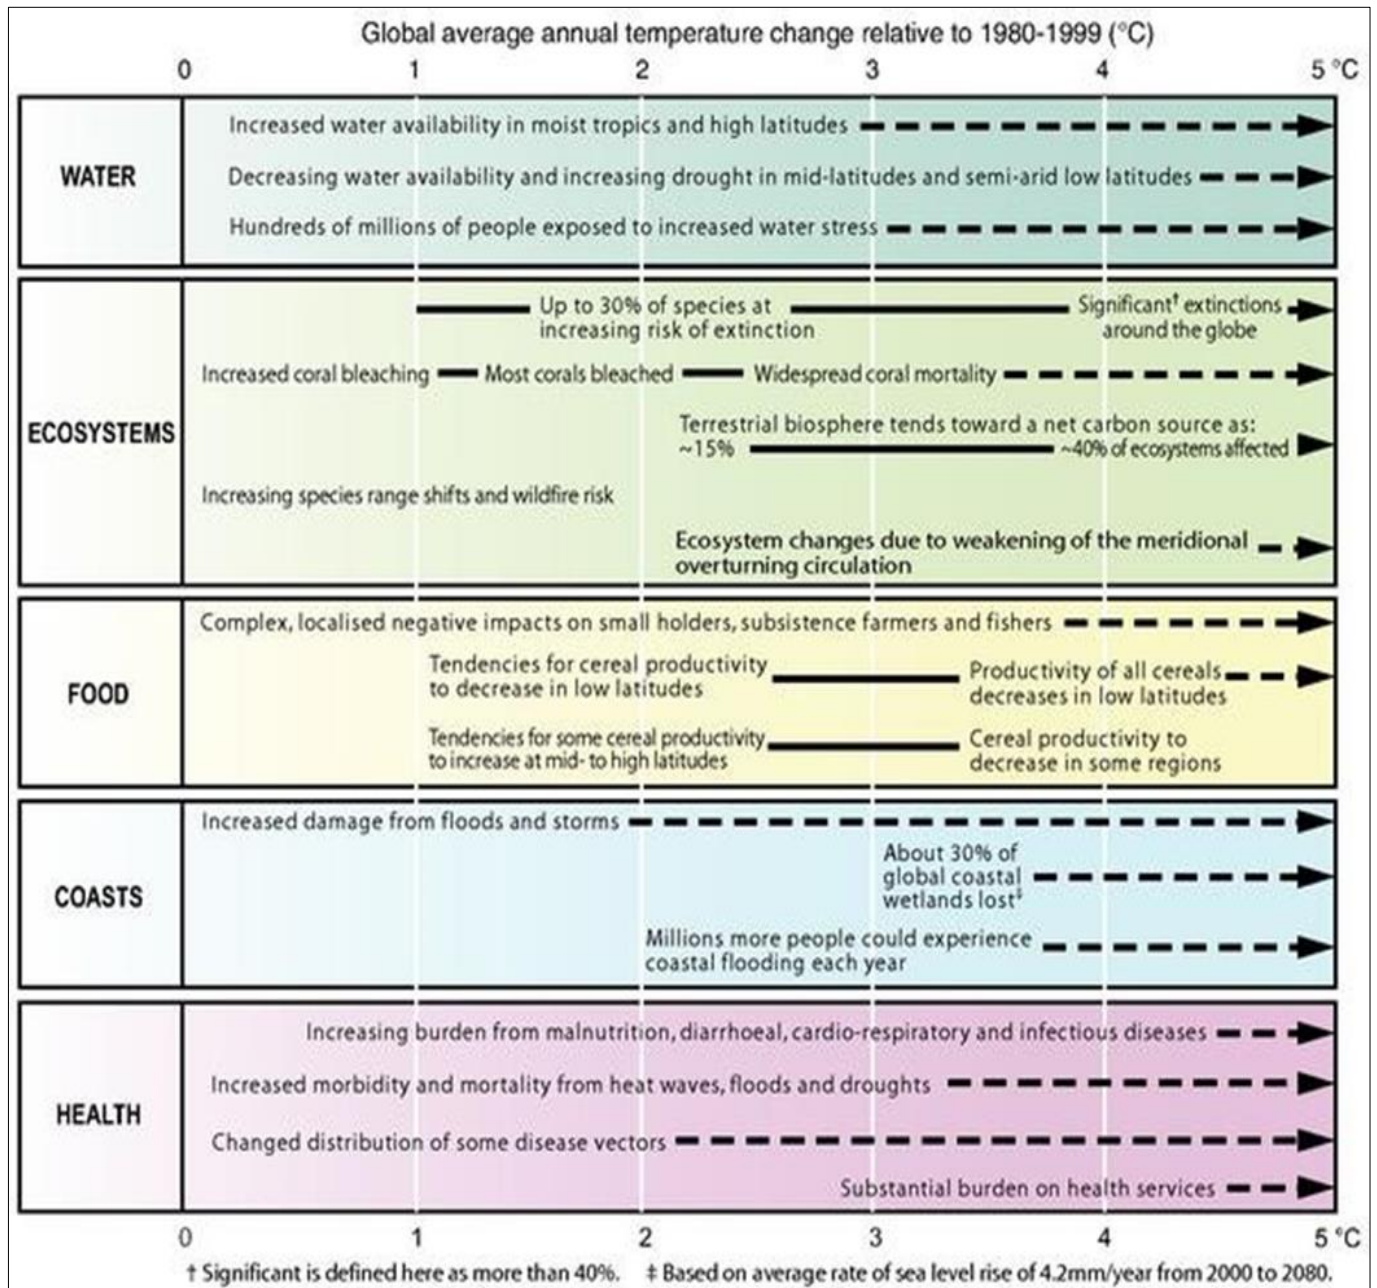 Global average annual temperature change relative to 1980-1999 (°C)
0 1 2 3 4 5 °C
WATER
Increased water availability in moist tropics and high latitudes
Decreasing water availability and increasing drought in mid-latitudes and semi-arid low latitudes
Hundreds of millions of people exposed to increased water stress
ECOSYSTEMS
Up to 30% of species at
increasing risk of extinction
Significant† extinctions
around the globe
Increased coral bleaching Most corals bleached Widespread coral mortality
Terrestrial biosphere tends toward a net carbon source as:
~15% ~40% of ecosystems affected
Increasing species range shifts and wildfire risk
Ecosystem changes due to weakening of the meridional
overturning circulation
FOOD
Complex, localised negative impacts on small holders, subsistence farmers and fishers
Tendencies for cereal productivity
to decrease in low latitudes
Productivity of all cereals
decreases in low latitudes
Tendencies for some cereal productivity
to increase at mid- to high latitudes
Cereal productivity to
decrease in some regions
COASTS
Increased damage from floods and storms
About 30% of
global coastal
wetlands lost‡
Millions more people could experience
coastal flooding each year
HEALTH
Increasing burden from malnutrition, diarrhoeal, cardio-respiratory and infectious diseases
Increased morbidity and mortality from heat waves, floods and droughts
Changed distribution of some disease vectors
Substantial burden on health services
0 1 2 3 4 5 °C
† Significant is defined here as more than 40%. ‡ Based on average rate of sea level rise of 4.2mm/year from 2000 to 2080.